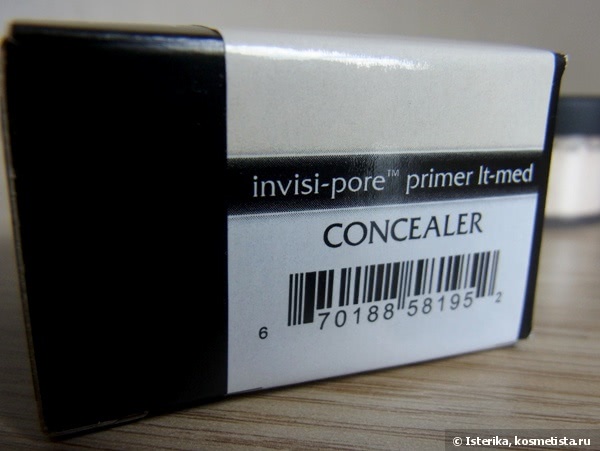 invisi-pore™ primer lt-med
CONCEALER
6 70188 58195 2
© Isterika, kosmetista.ru